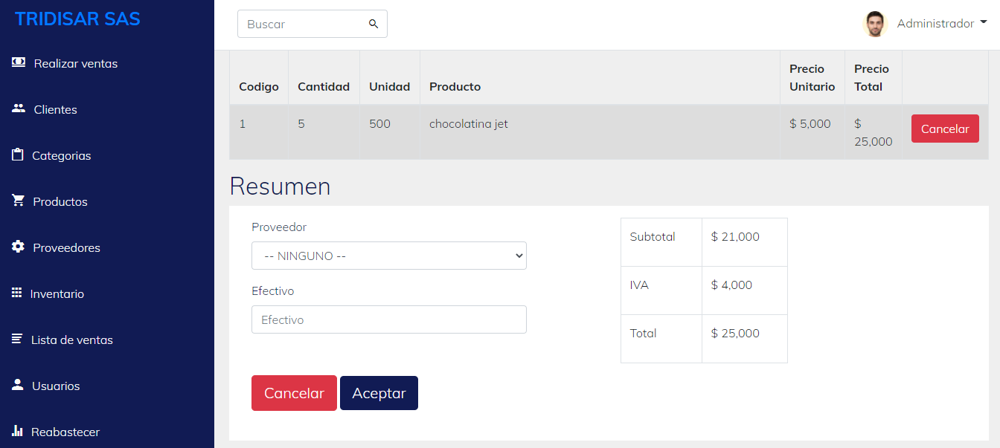 TRIDISAR SAS
Realizar ventas
Clientes
Categorias
Productos
Proveedores
Inventario
Lista de ventas
Usuarios
Reabastecer
Buscar
Administrador
Codigo Cantidad Unidad Producto Precio Unitario Precio Total
1 5 500 chocolatina jet $ 5,000 $ 25,000 Cancelar
Resumen
Proveedor
-- NINGUNO --
Efectivo
Efectivo
Cancelar Aceptar
Subtotal $ 21,000
IVA $ 4,000
Total $ 25,000